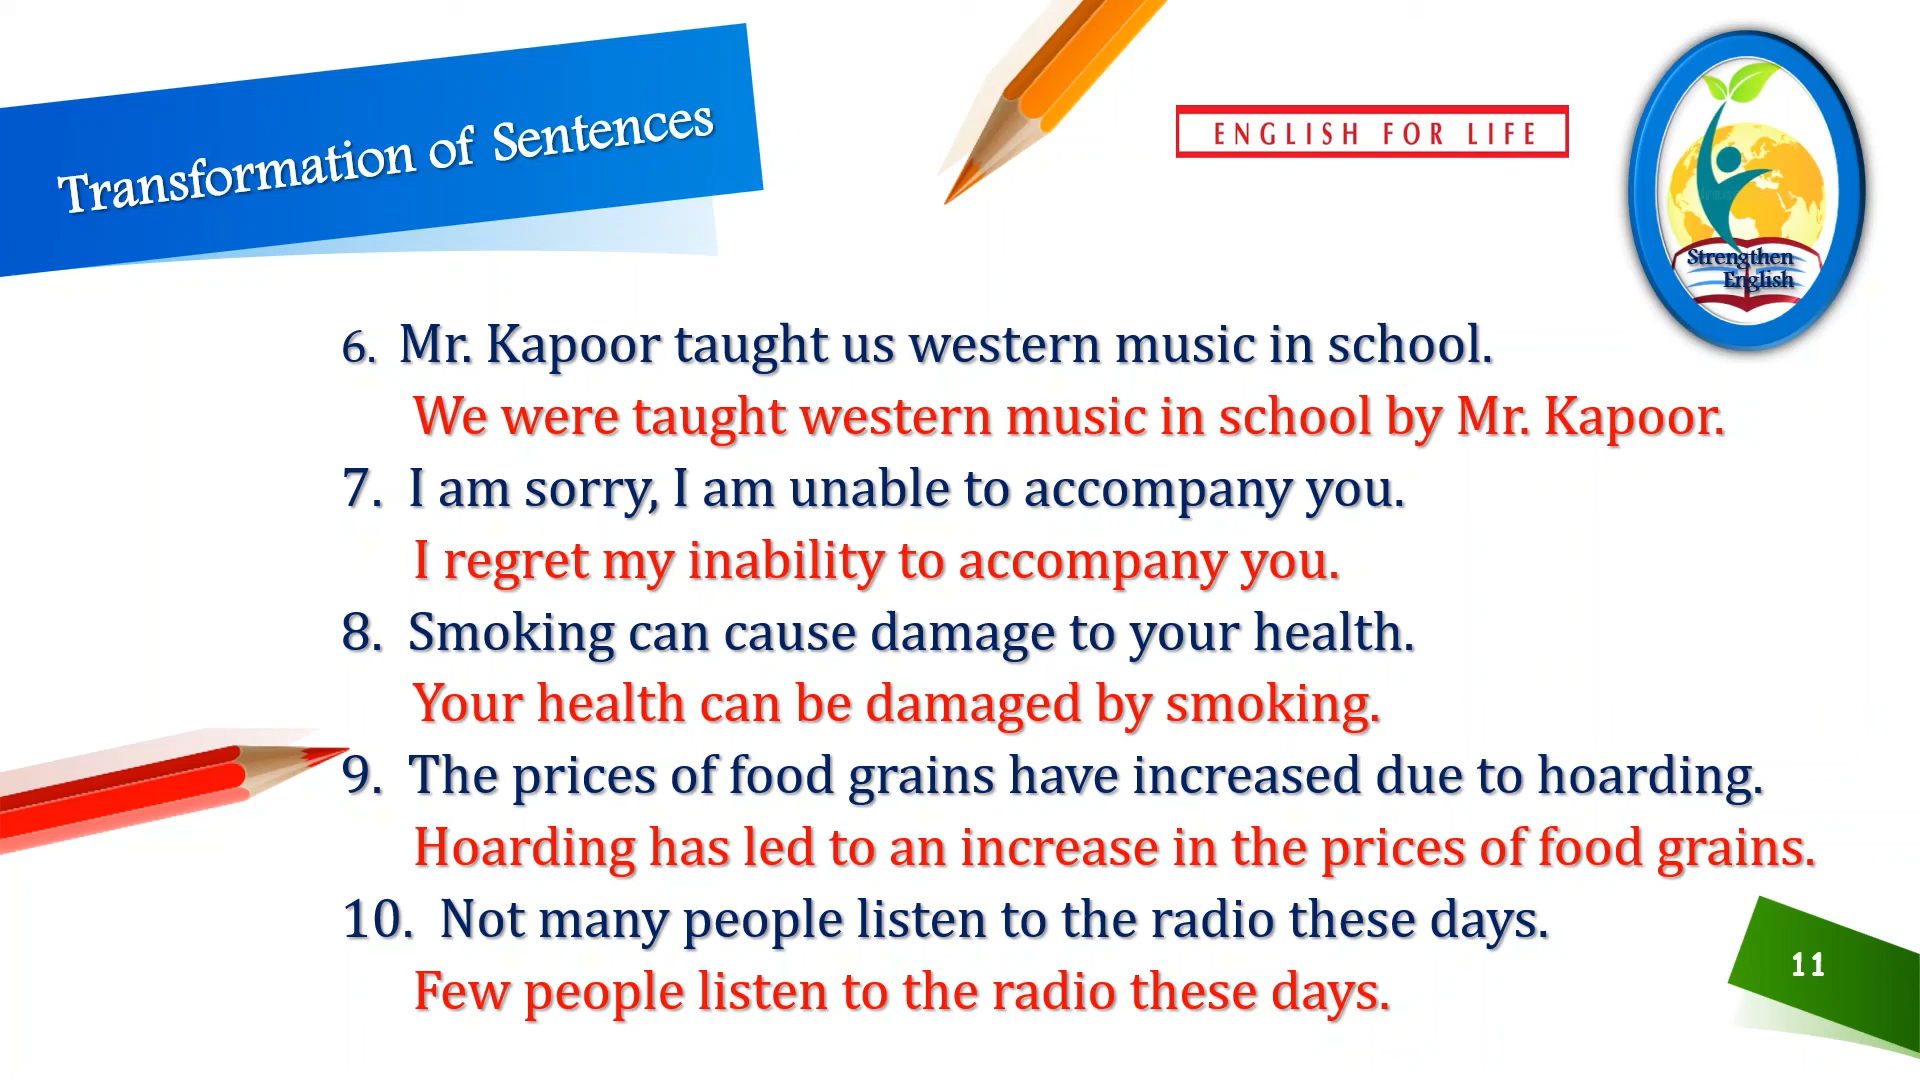 Transformation of Sentences
ENGLISH FOR LIFE
Strengthen
English
6. Mr. Kapoor taught us western music in school.
We were taught western music in school by Mr. Kapoor.
7. I am sorry, I am unable to accompany you.
I regret my inability to accompany you.
8. Smoking can cause damage to your health.
Your health can be damaged by smoking.
9. The prices of food grains have increased due to hoarding.
Hoarding has led to an increase in the prices of food grains.
10. Not many people listen to the radio these days.
Few people listen to the radio these days.
11